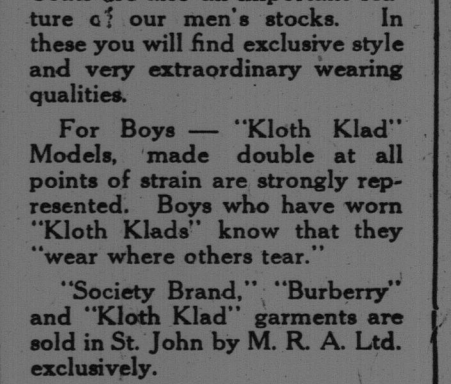 ture of our men's stocks. In
these you will find exclusive style
and very extraordinary wearing
qualities.
For Boys — "Kloth Klad"
Models, made double at all
points of strain are strongly rep-
resented. Boys who have worn
"Kloth Klads" know that they
"wear where others tear."
"Society Brand," "Burberry"
and "Kloth Klad" garments are
sold in St. John by M. R. A. Ltd.
exclusively.